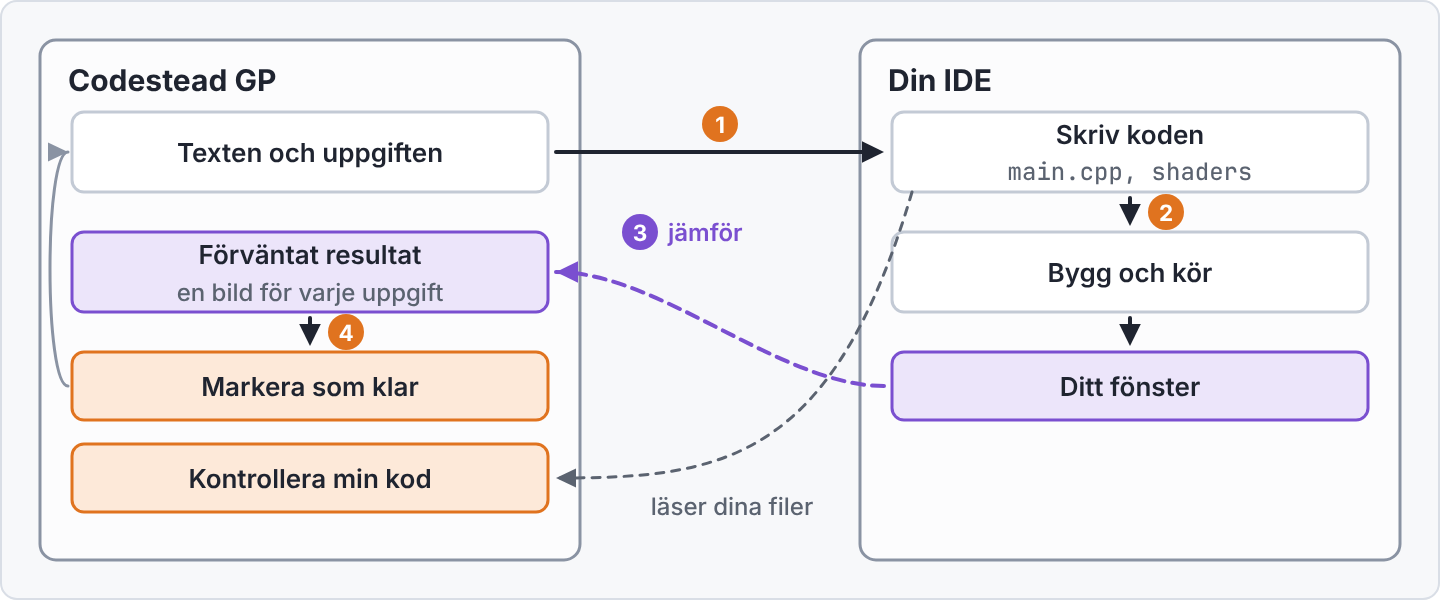 Codestead GP
Texten och uppgiften
Förväntat resultat
en bild för varje uppgift
4
Markera som klar
Kontrollera min kod
1
3 jämför
läser dina filer
Din IDE
Skriv koden
main.cpp, shaders
2
Bygg och kör
Ditt fönster